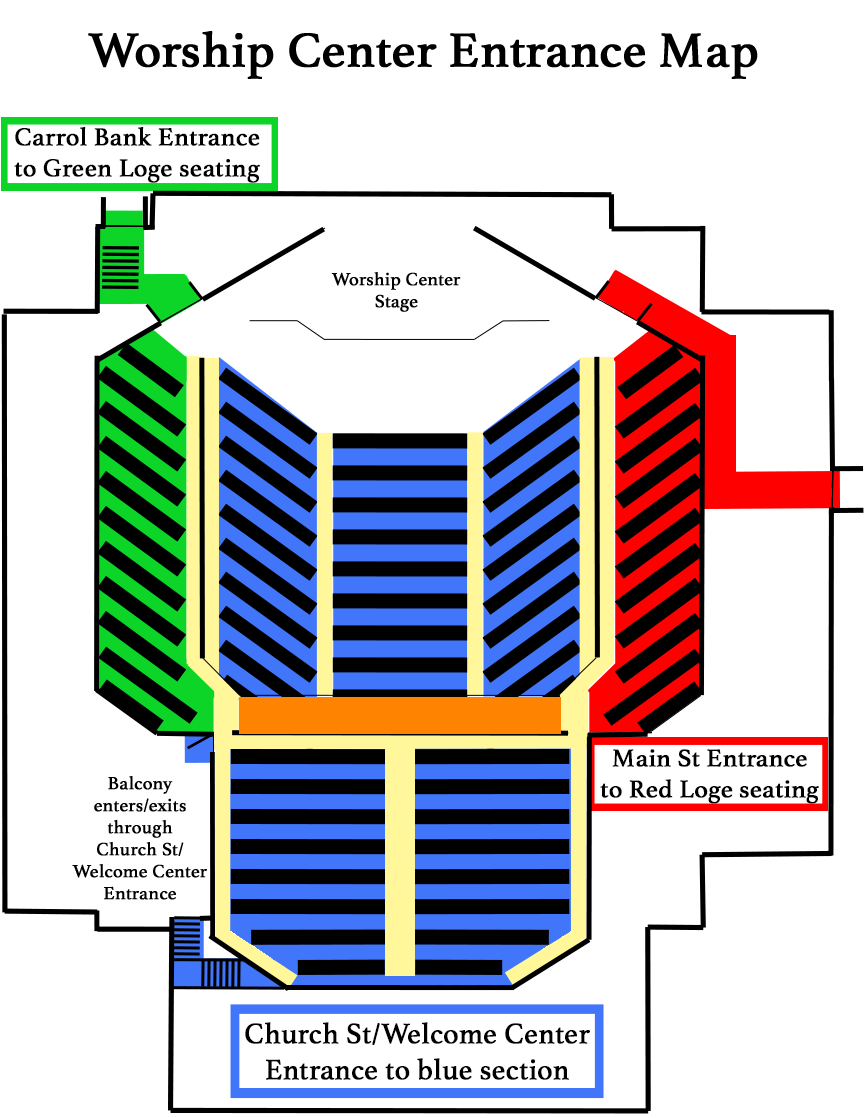 Worship Center Entrance Map
Carrol Bank Entrance
to Green Loge seating
Worship Center
Stage
Main St Entrance
to Red Loge seating
Balcony
enters/exits
through
Church St/
Welcome Center
Entrance
Church St/Welcome Center
Entrance to blue section